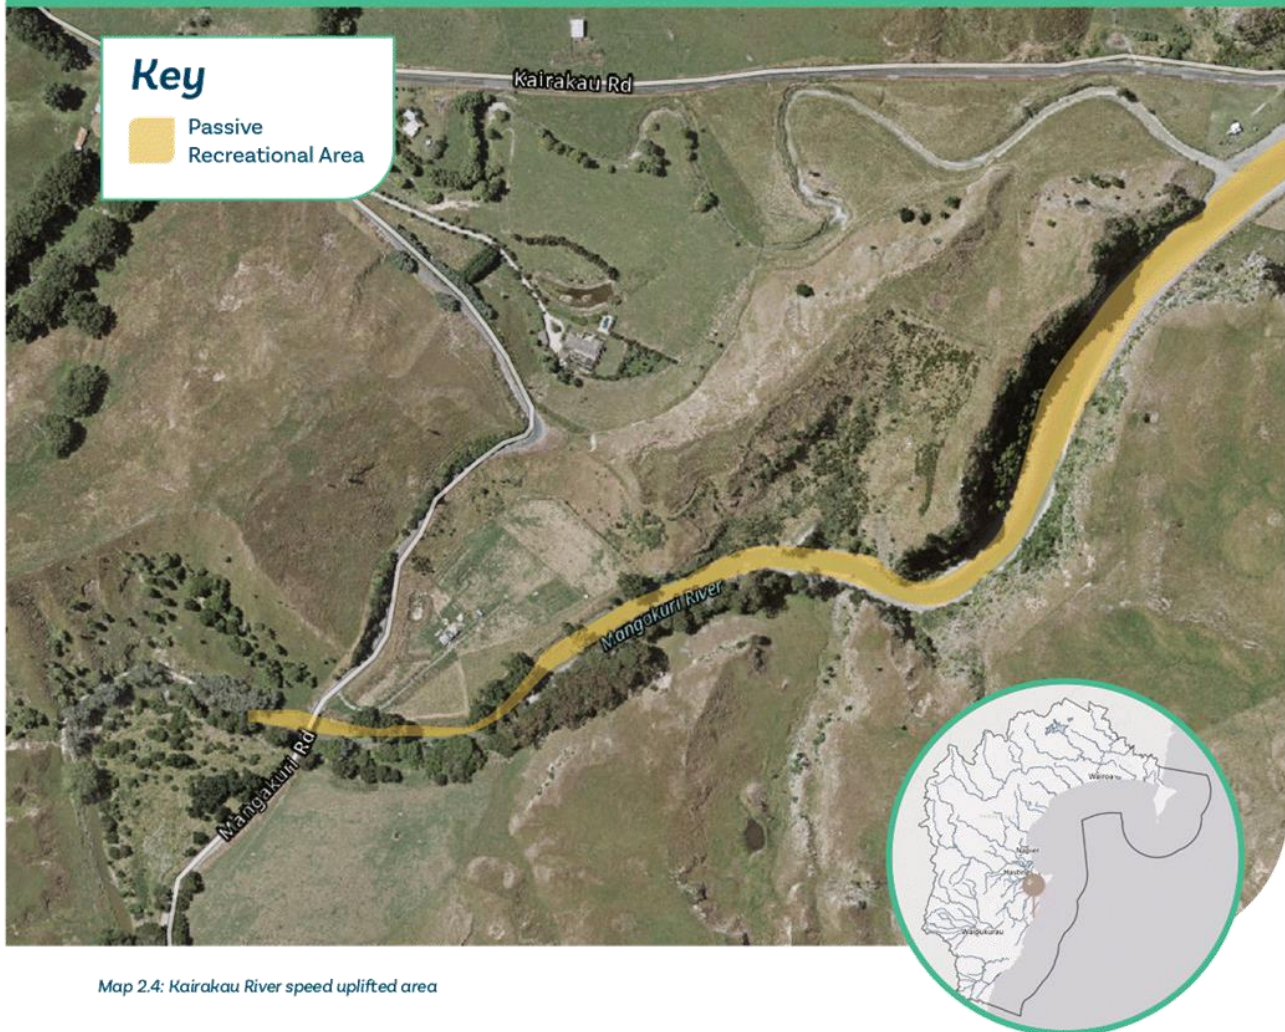 Key
Passive
Recreational Area
Kairakau Rd
Mangakuri River
Mangakuri Rd
Wairoa
Napier
Hastings
Waipukurau
Map 2.4: Kairakau River speed uplifted area